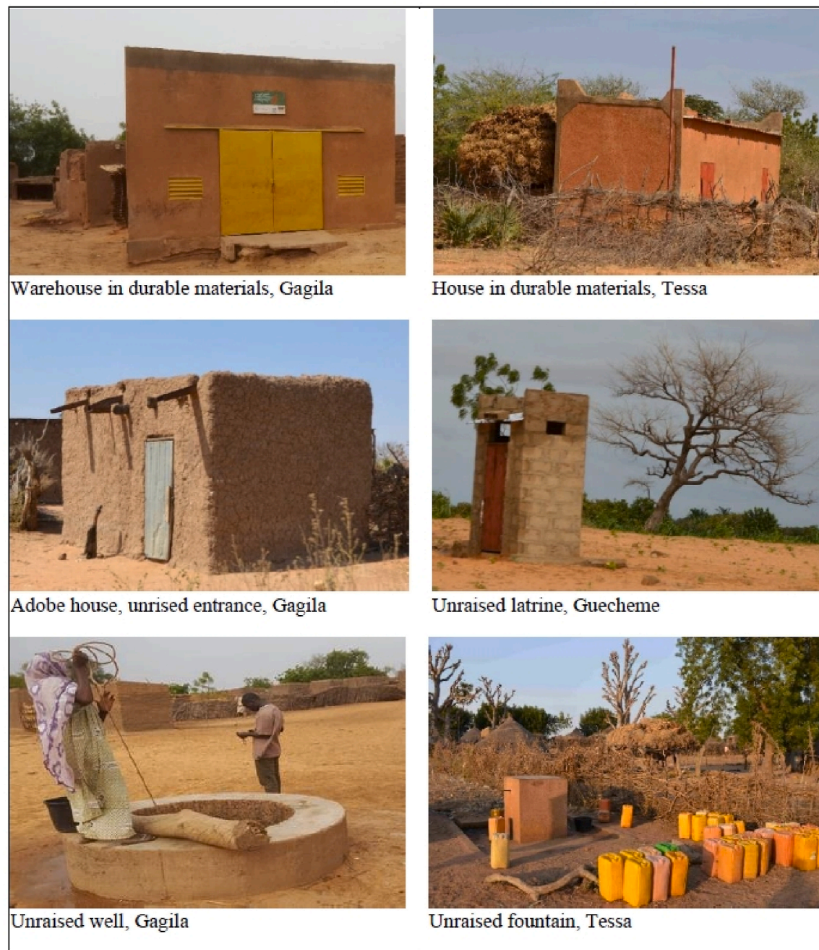 Warehouse in durable materials, Gagila
House in durable materials, Tessa
Adobe house, unrised entrance, Gagila
Unraised latrine, Guecheme
Unraised well, Gagila
Unraised fountain, Tessa